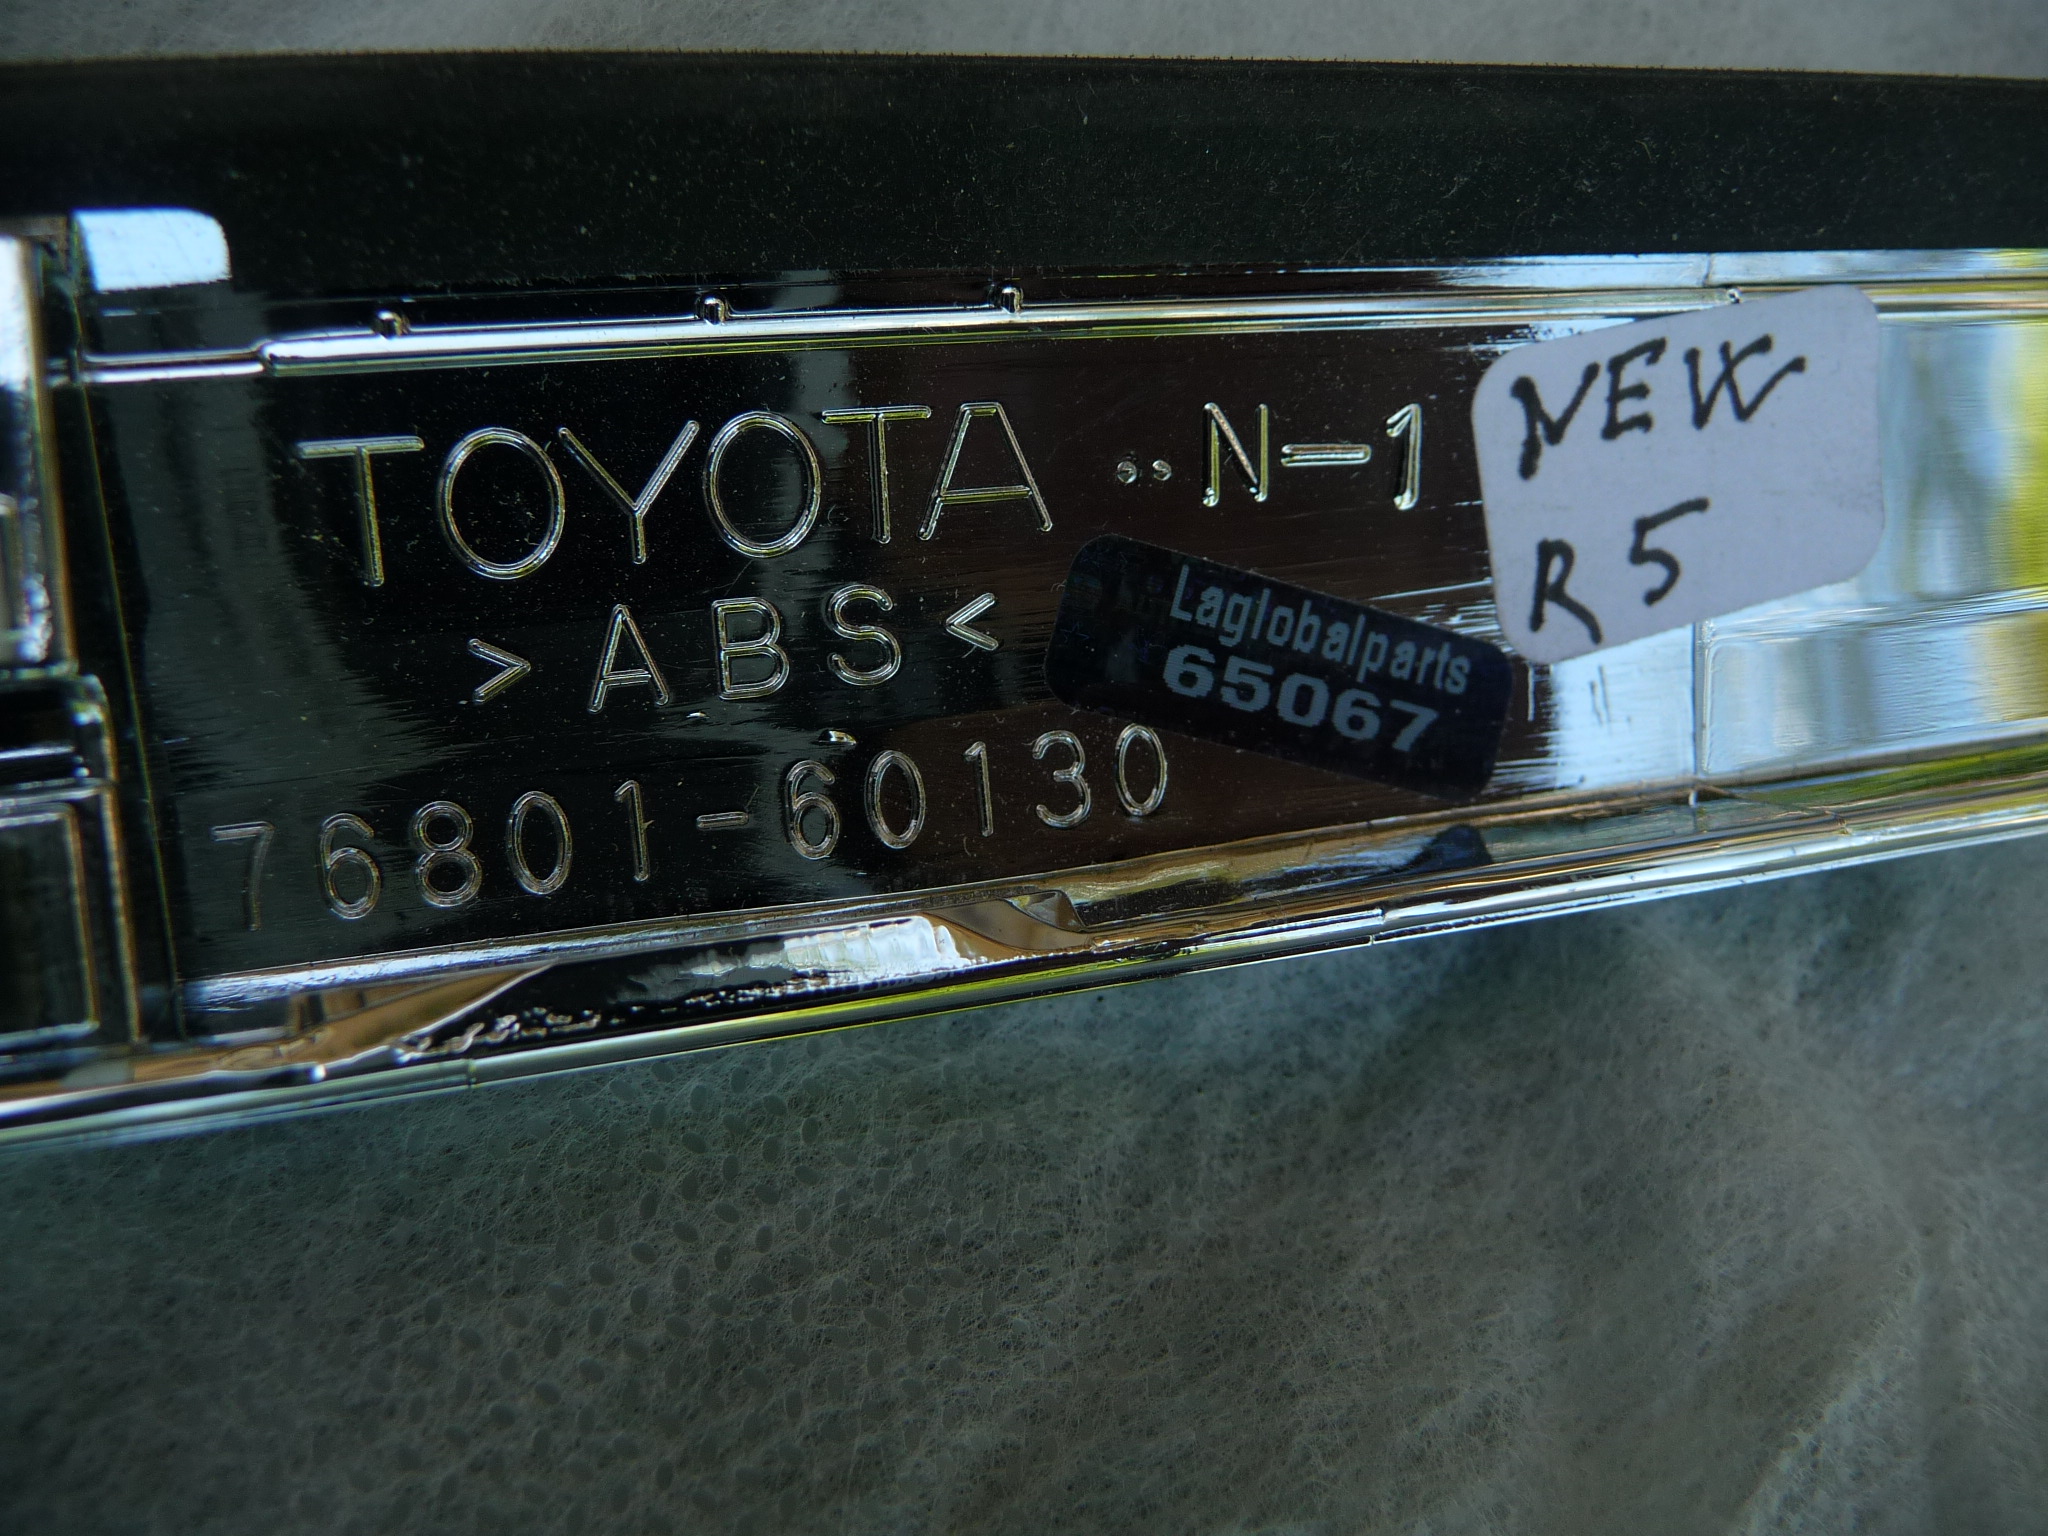 TOYOTA N-1
>ABS<
76801-60130
Laglobalparts
65067
NEW
R5